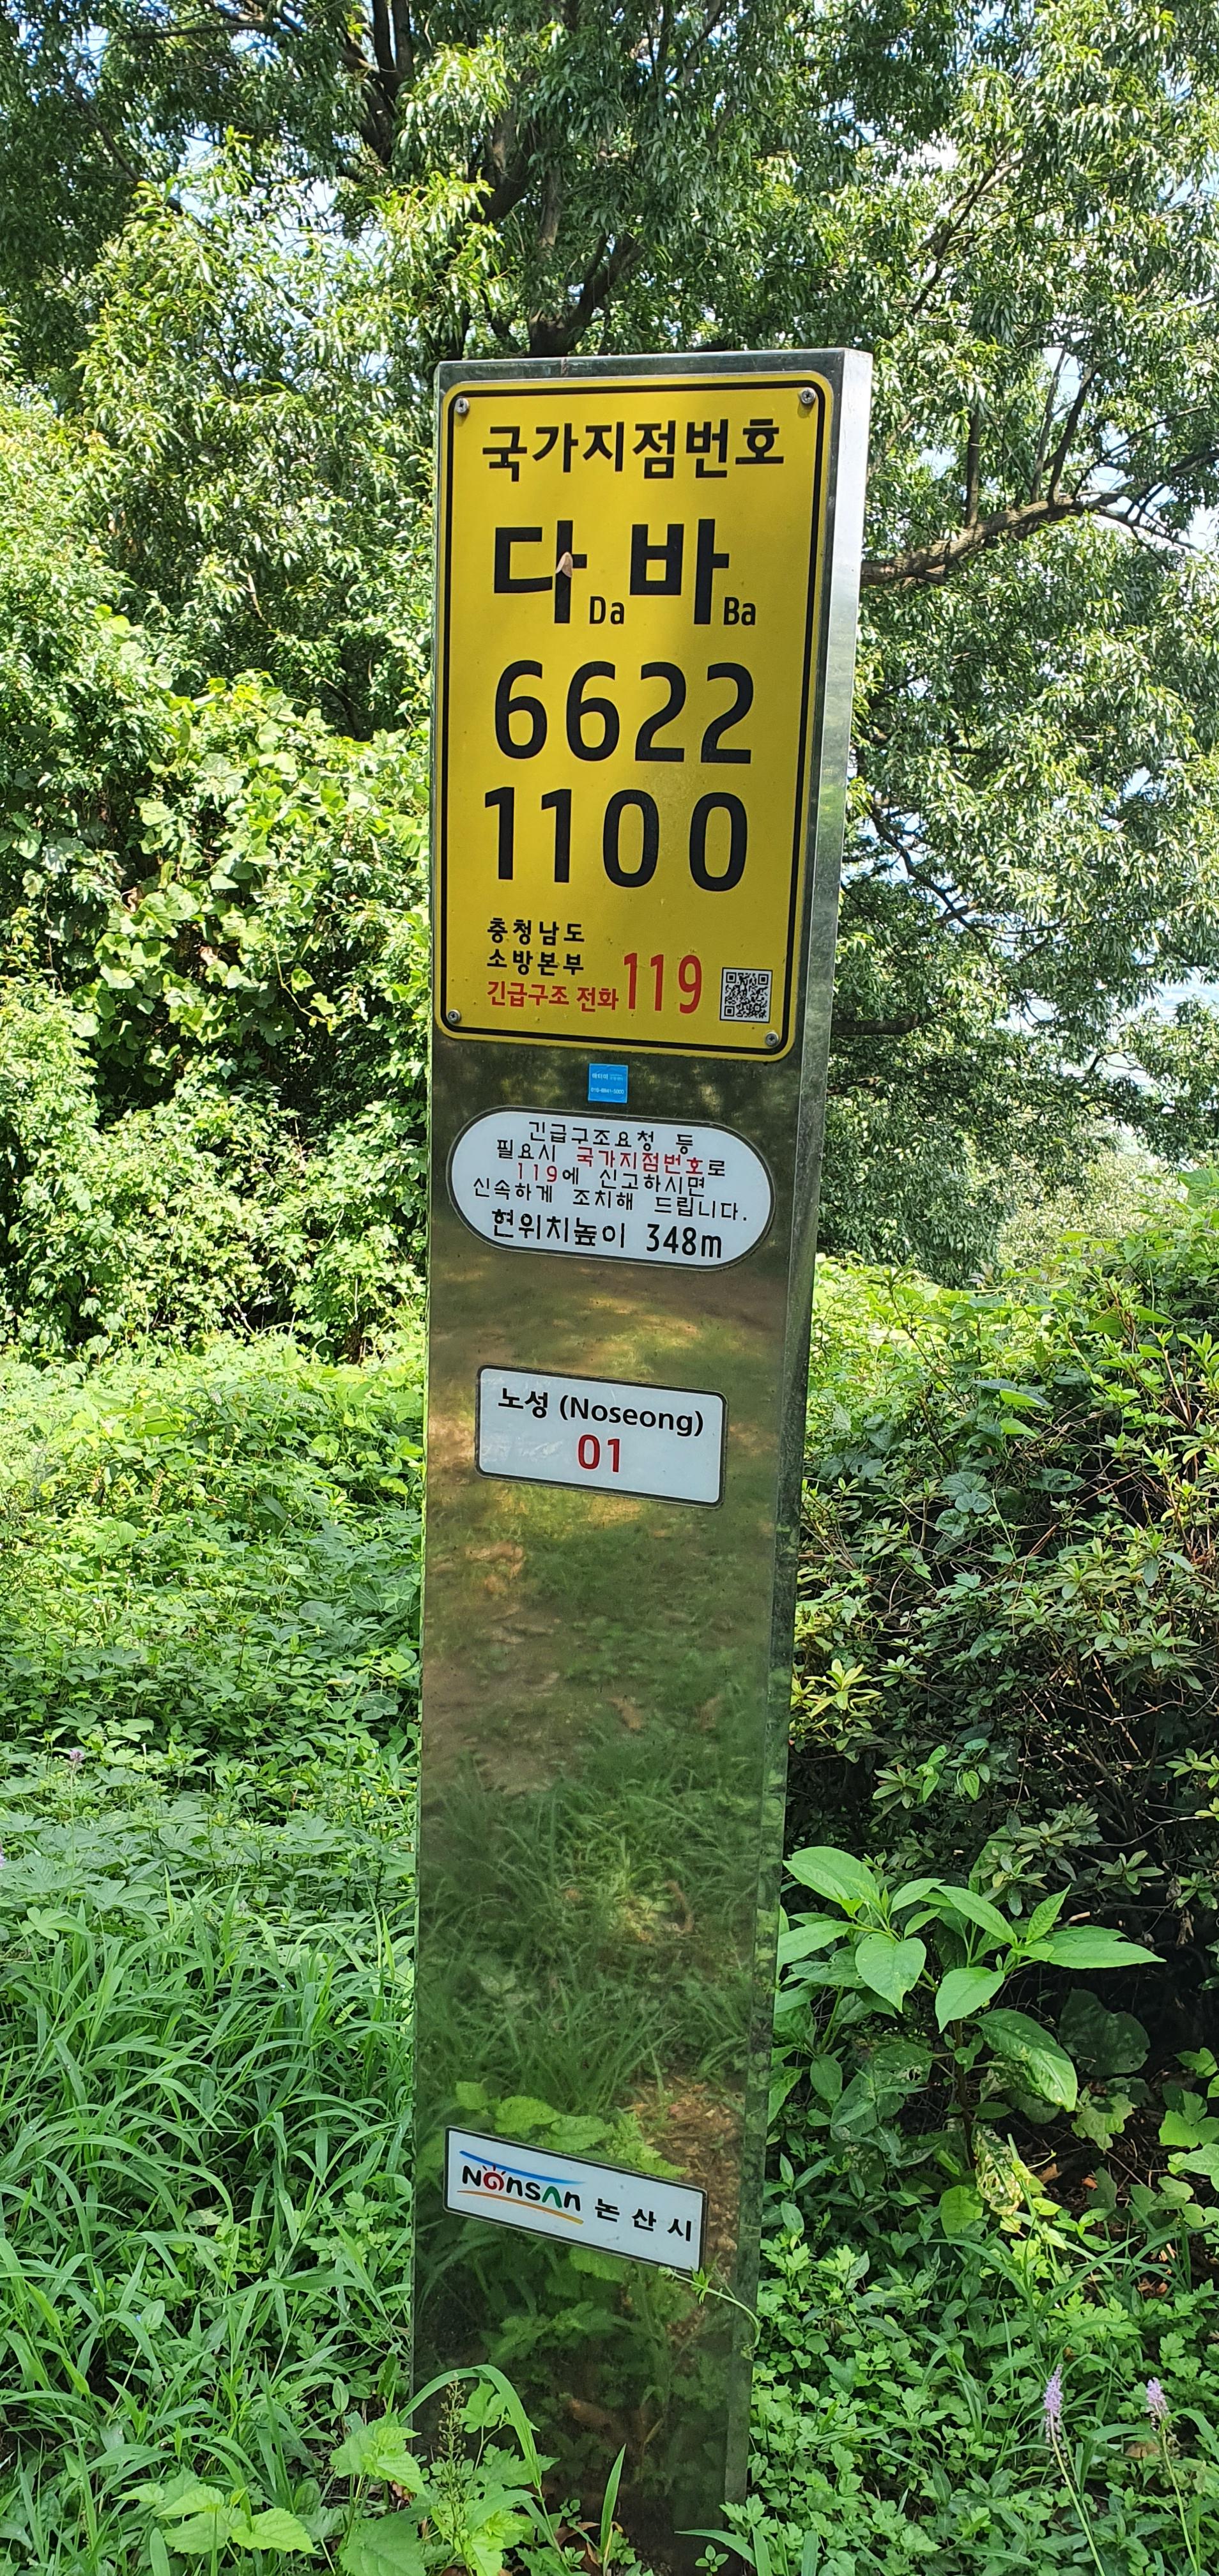 국가지점번호
다Da 바Ba
6622
1100
충청남도
소방본부
긴급구조 전화 119
긴급구조요청 등
필요시 국가지점번호로
119에 신고하시면
신속하게 조치해 드립니다.
현위치높이 348m
노성 (Noseong)
01
Nonsan 논산시